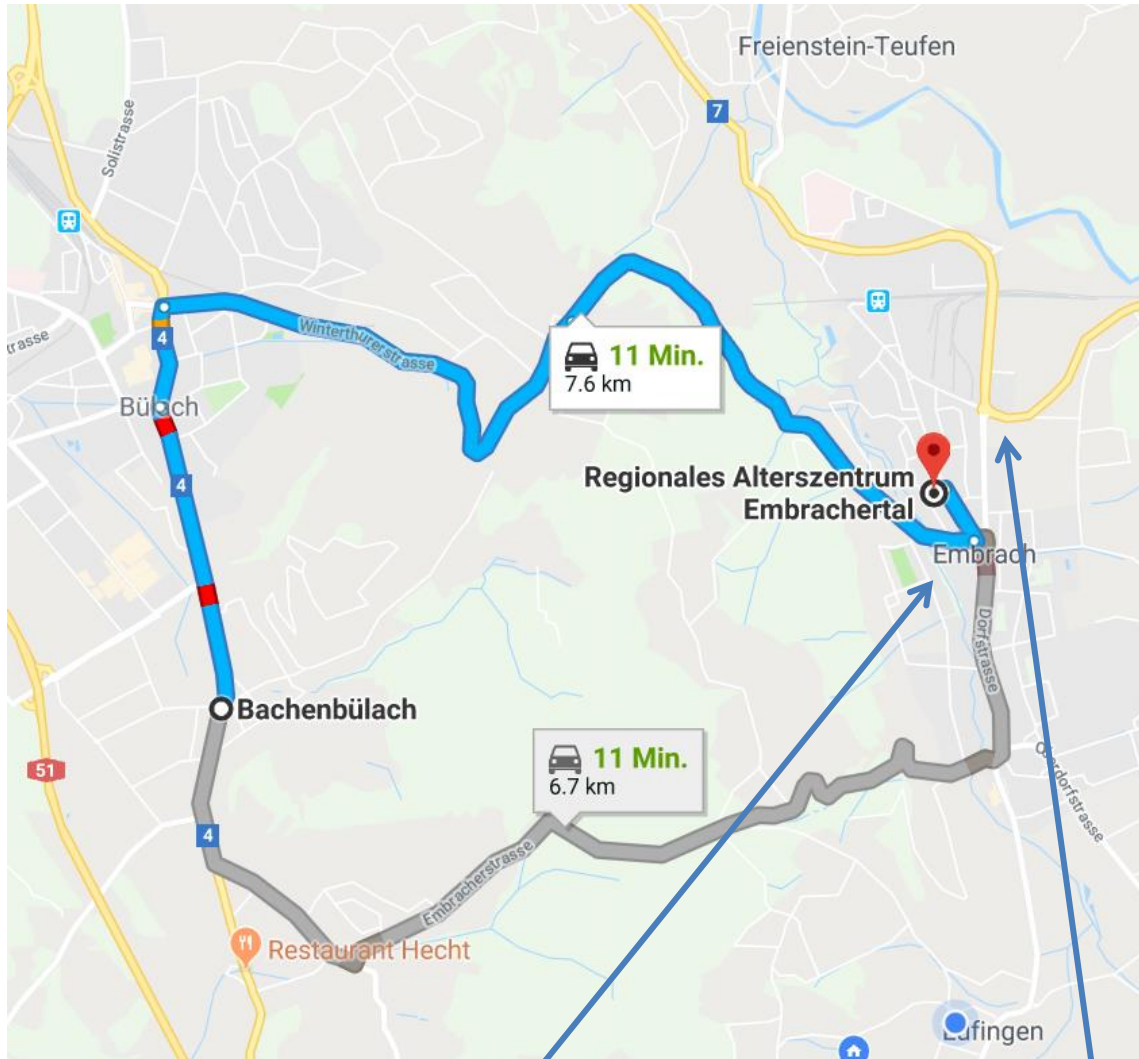 Freienstein-Teufen
7
Solistrasse
trasse
4
Winterthurerstrasse
11 Min.
7.6 km
Bülach
4
Regionales Alterszentrum
Embrachertal
Embrach
Dorfstrasse
Bachenbülach
51
11 Min.
6.7 km
Oberdorfstrasse
4
Embracherstrasse
Restaurant Hecht
Lufingen